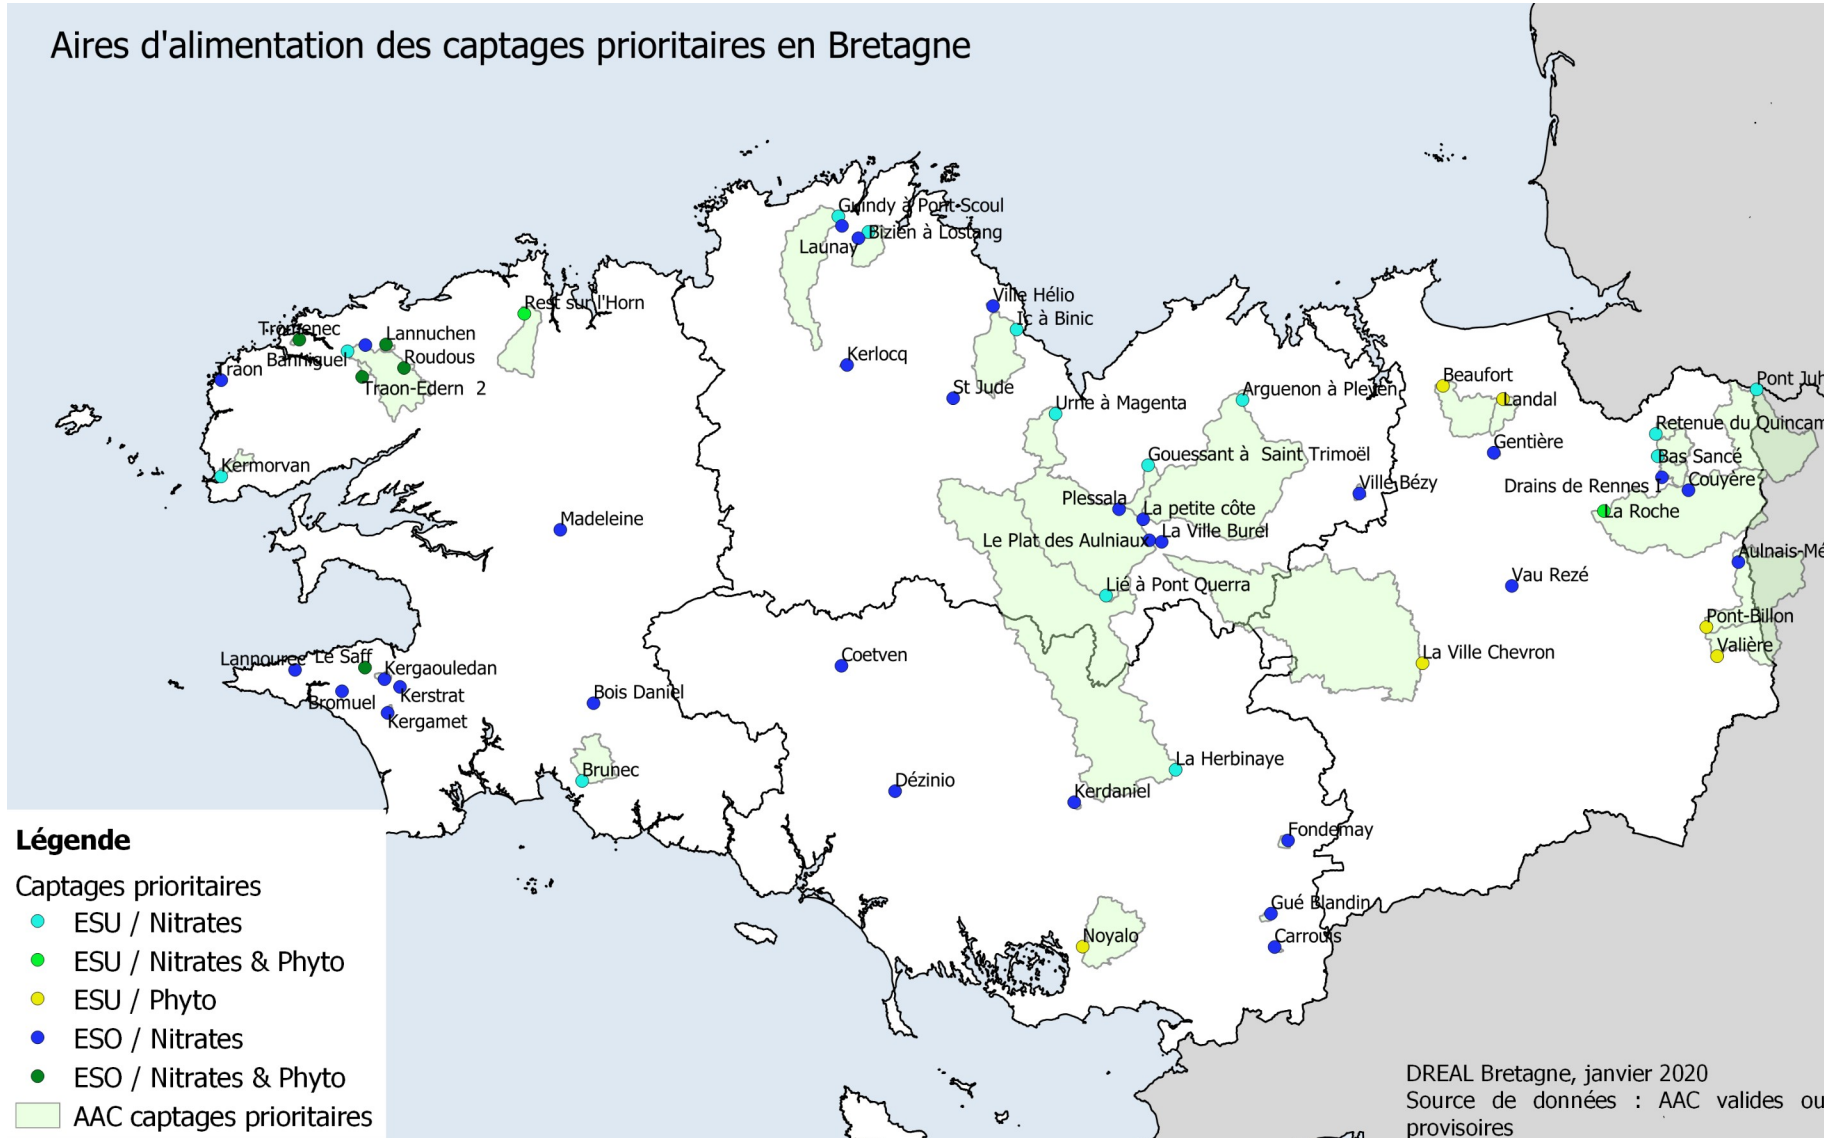 Aires d'alimentation des captages prioritaires en Bretagne
Guindy à Pont-Scoul
Bizien à Lostang
Launay
Rest sur l'Horn
Ville Hélio
Ic à Binic
Tromenec
Lannuchen
Banniguel
Roudous
Traon
Traon-Edern 2
Kerlocq
St Jude
Urne à Magenta
Arguenon à Pleven
Beaufort
Landal
Pont Juh
Retenue du Quincam
Gentière
Bas Sancé
Couyère
Drains de Rennes I
La Roche
Gouessant à Saint Trimoël
Kermorvan
Ville Bézy
Plessala
La petite côte
La Ville Burel
Le Plat des Aulniaux
Madeleine
Aulnais-Mé
Vau Rezé
Lié à Pont Querra
Pont-Billon
Valière
La Ville Chevron
Coetven
Lannourec
Le Saff
Kergaouledan
Kerstrat
Bromuel
Kergamet
Bois Daniel
Brunec
La Herbinaye
Dézinio
Kerdaniel
Fondemay
Gué Blandin
Carrouis
Noyalo
Légende
Captages prioritaires
ESU / Nitrates
ESU / Nitrates & Phyto
ESU / Phyto
ESO / Nitrates
ESO / Nitrates & Phyto
AAC captages prioritaires
DREAL Bretagne, janvier 2020
Source de données : AAC valides ou
provisoires